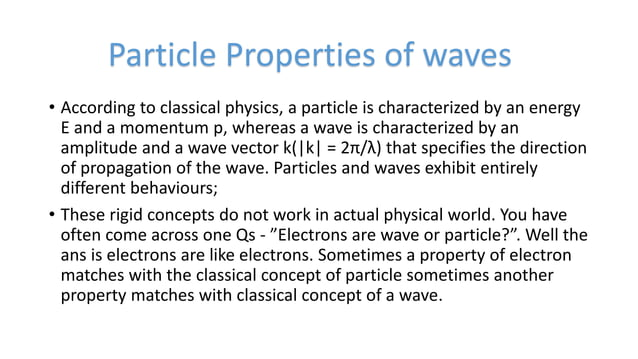 Particle Properties of waves
• According to classical physics, a particle is characterized by an energy
E and a momentum p, whereas a wave is characterized by an
amplitude and a wave vector k(|k| = 2π/λ) that specifies the direction
of propagation of the wave. Particles and waves exhibit entirely
different behaviours;
• These rigid concepts do not work in actual physical world. You have
often come across one Qs - ”Electrons are wave or particle?”. Well the
ans is electrons are like electrons. Sometimes a property of electron
matches with the classical concept of particle sometimes another
property matches with classical concept of a wave.